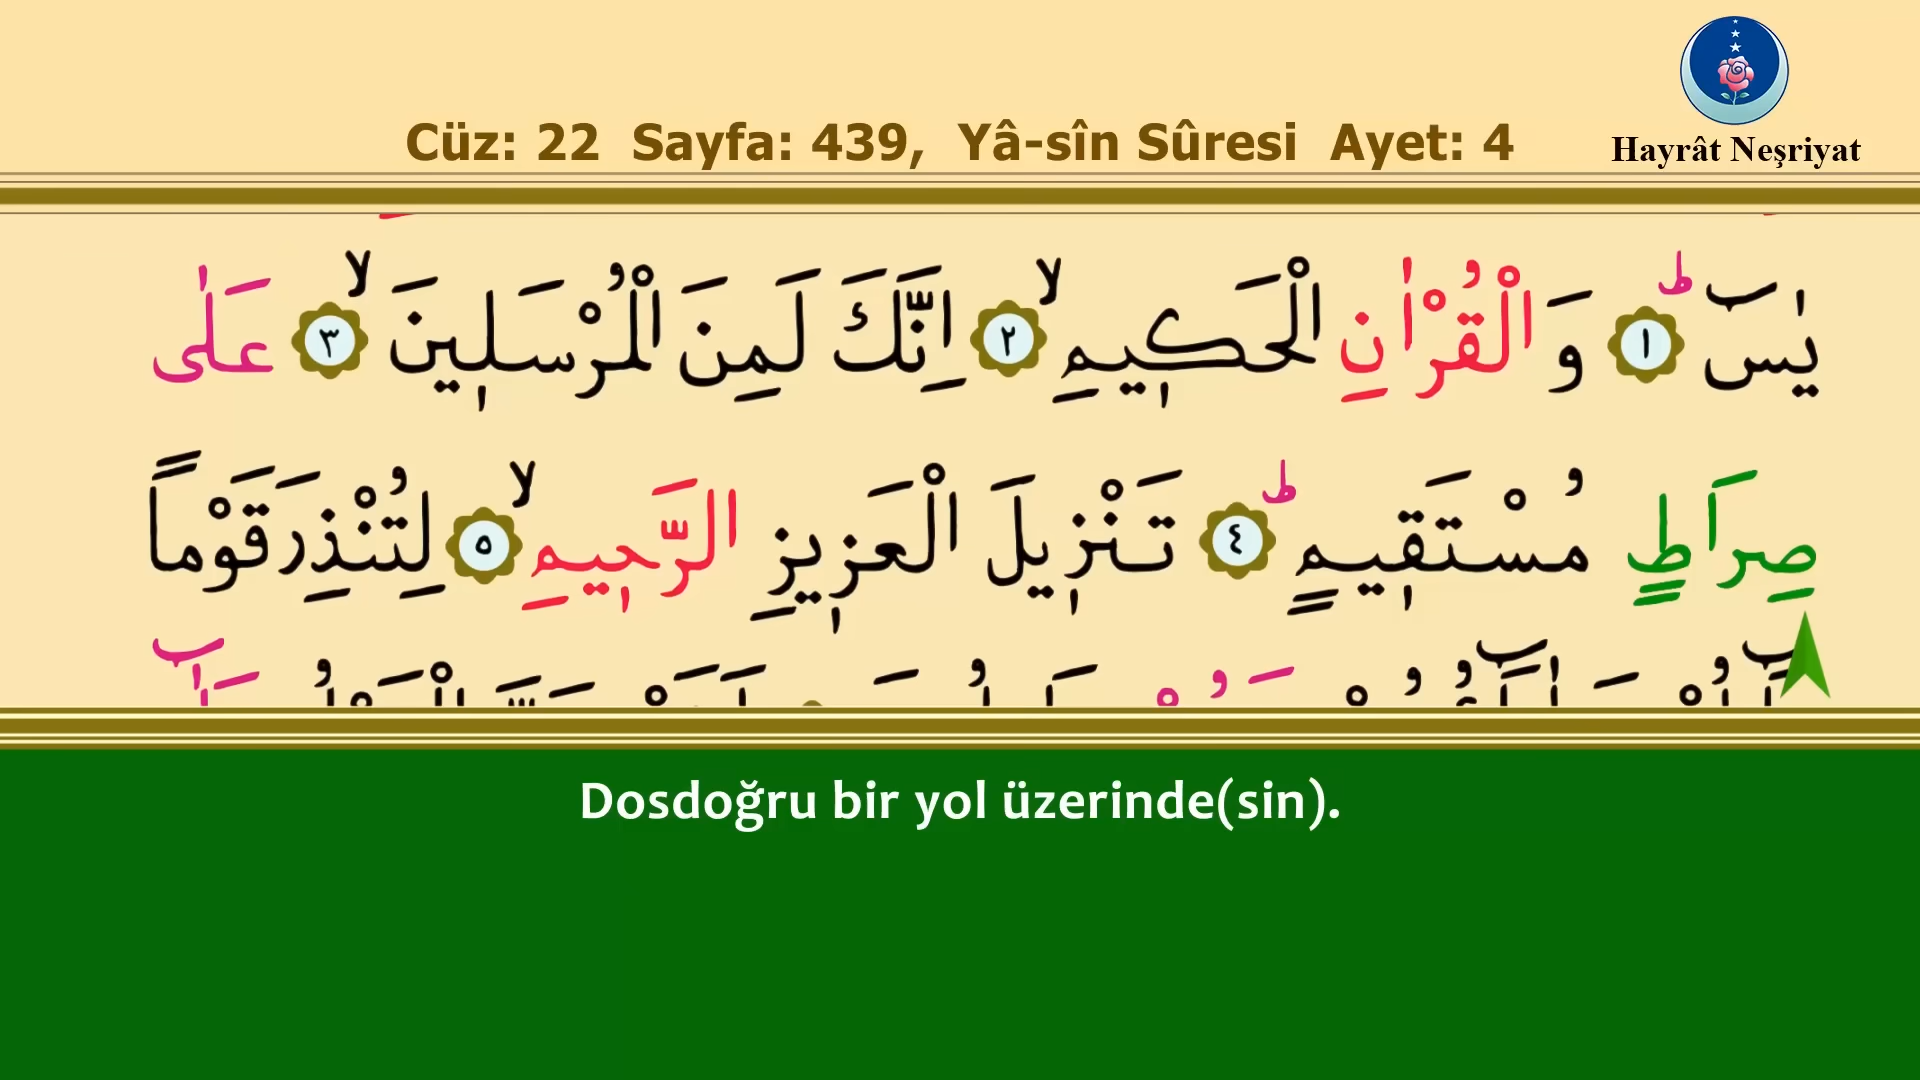 Cüz: 22 Sayfa: 439, Yâ-sîn Sûresi Ayet: 4
Hayrât Neşriyat
يٰسٓ ۚ ﴿١﴾ وَ الْقُرْاٰنِ الْحَكٖيمِ ۙ ﴿٢﴾ اِنَّكَ لَمِنَ الْمُرْسَلٖينَ ۙ ﴿٣﴾ عَلٰى
صِرَاطٍ مُسْتَقٖيمٍ ؕ ﴿٤﴾ تَنْزٖيلَ الْعَزٖيزِ الرَّحٖيمِ ۙ ﴿٥﴾ لِتُنْذِرَ قَوْماً
Dosdoğru bir yol üzerinde(sin).